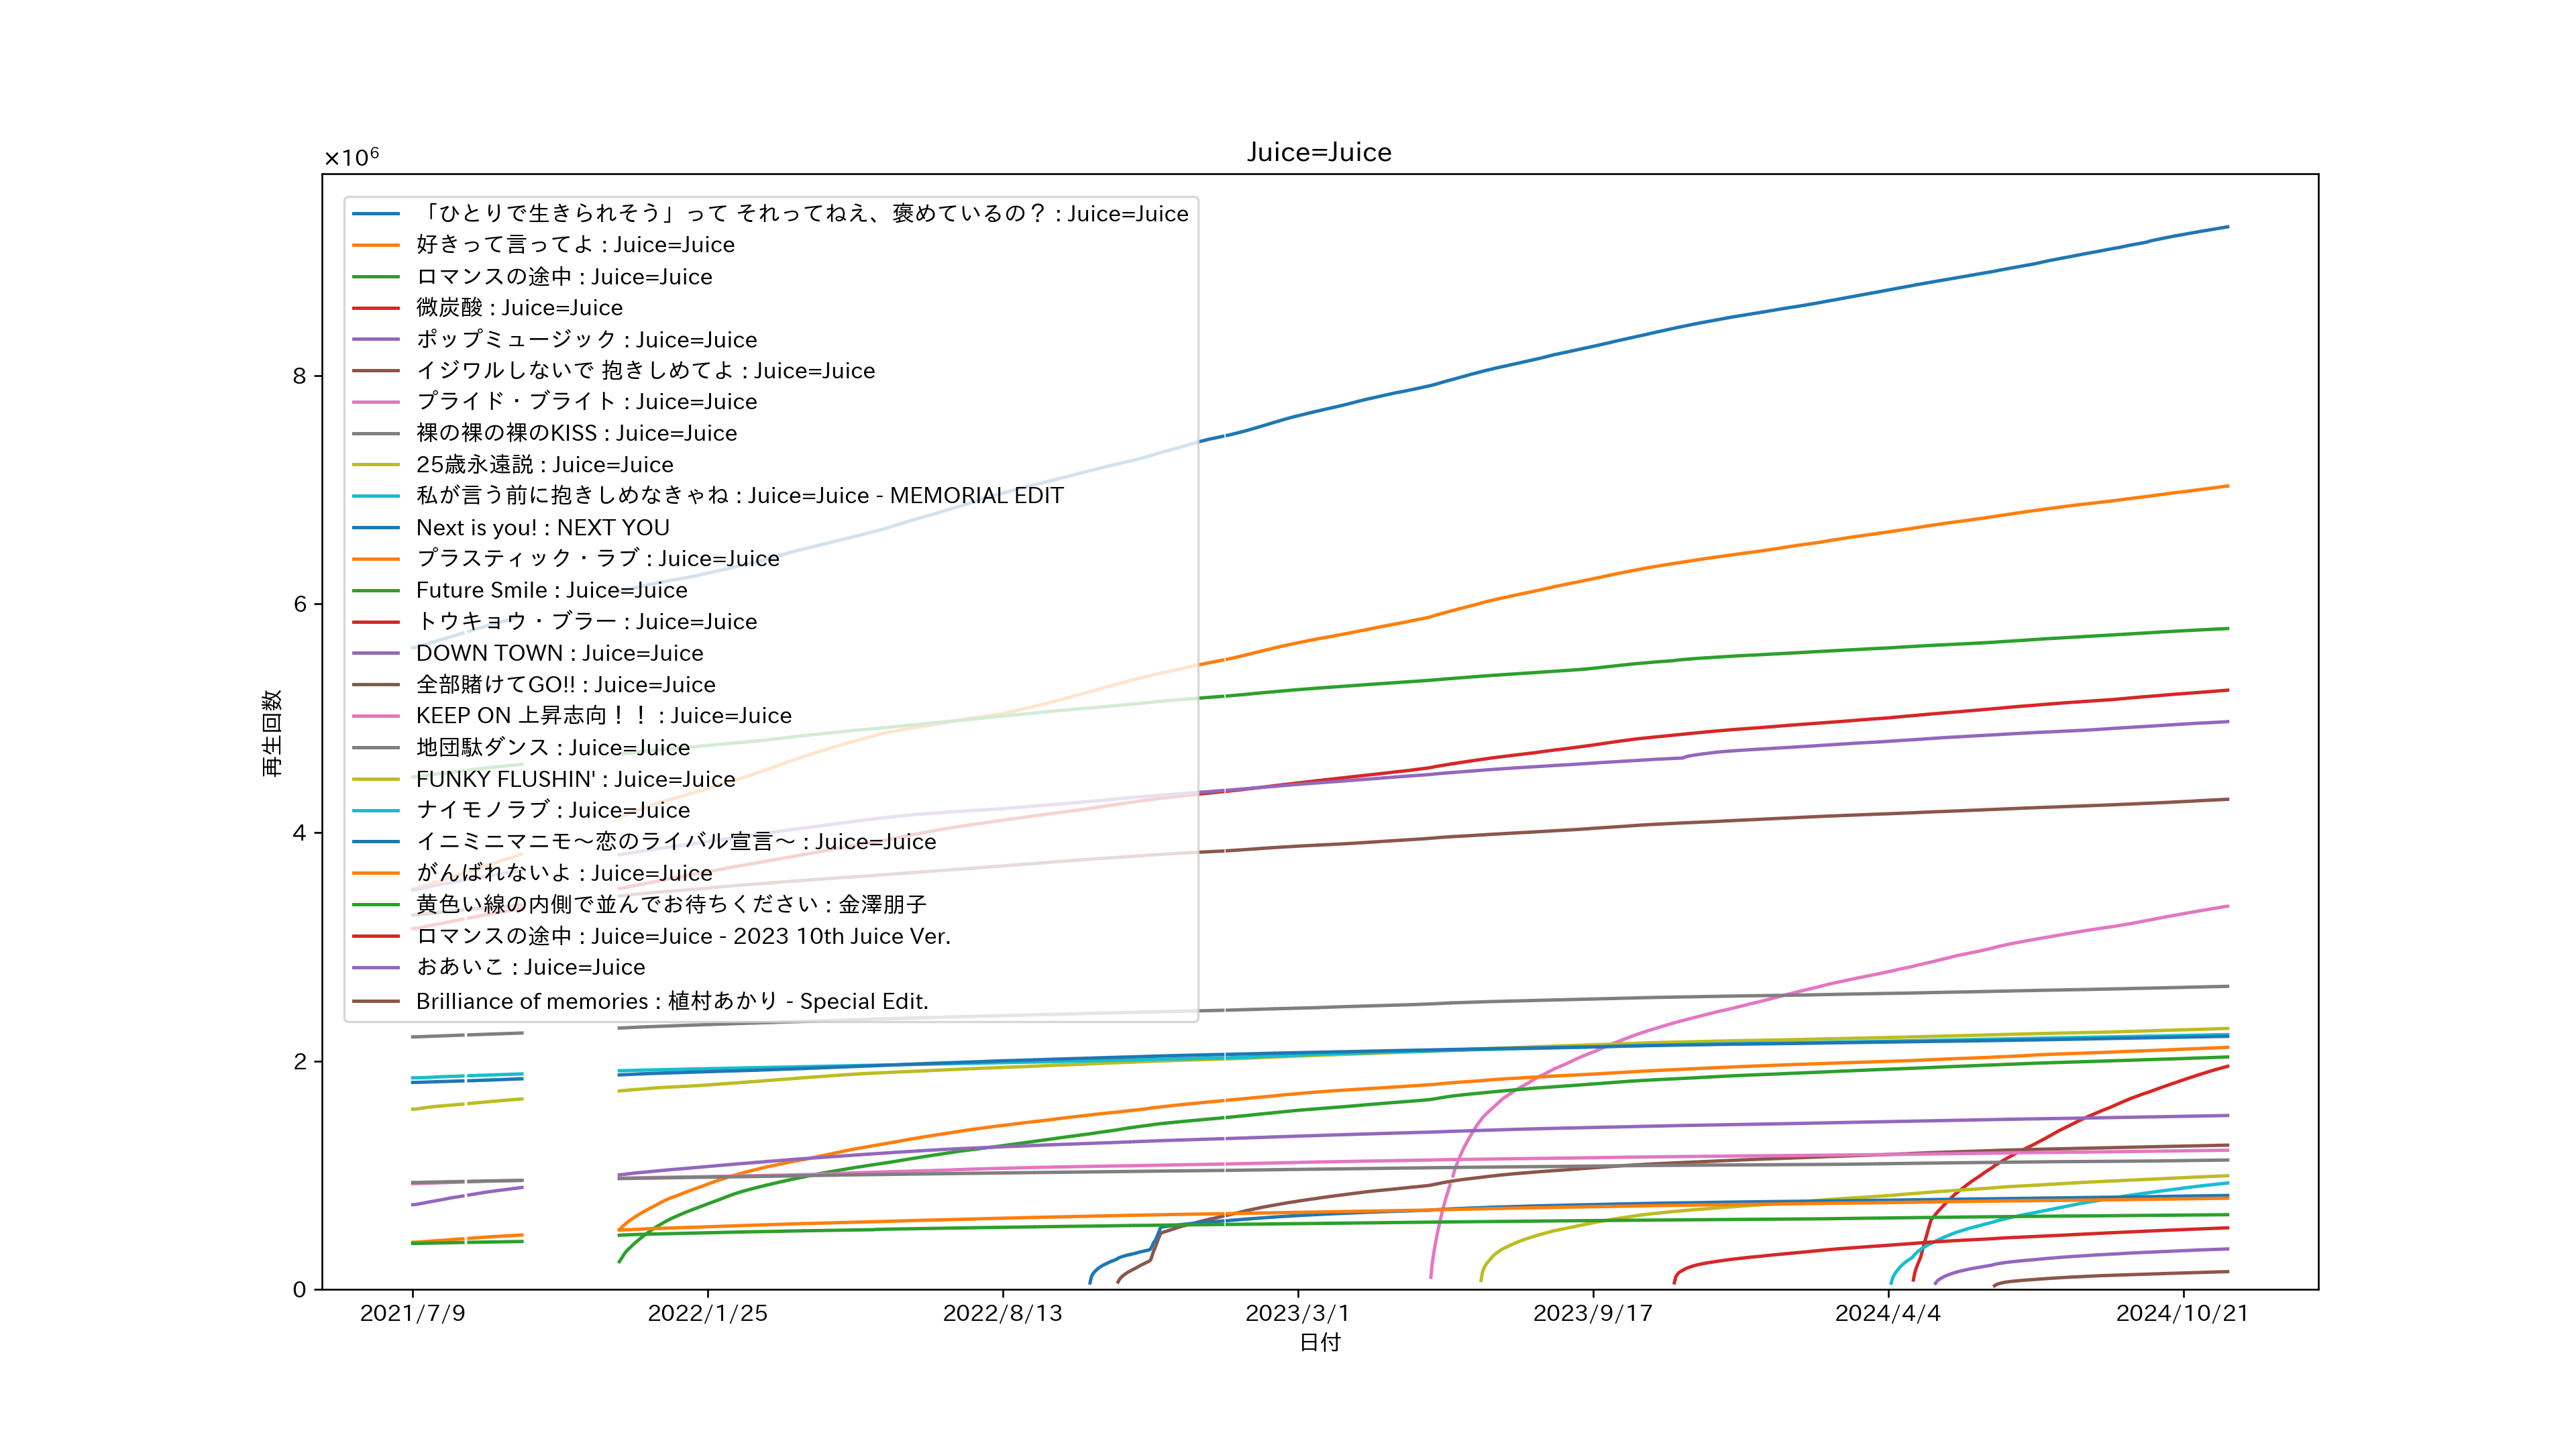 Juice=Juice
×10⁶
「ひとりで生きられそう」って それってねえ、褒めているの？ : Juice=Juice
好きって言ってよ : Juice=Juice
ロマンスの途中 : Juice=Juice
微炭酸 : Juice=Juice
ポップミュージック : Juice=Juice
イジワルしないで 抱きしめてよ : Juice=Juice
プライド・ブライト : Juice=Juice
裸の裸の裸のKISS : Juice=Juice
25歳永遠説 : Juice=Juice
私が言う前に抱きしめなきゃね : Juice=Juice - MEMORIAL EDIT
Next is you! : NEXT YOU
プラスティック・ラブ : Juice=Juice
Future Smile : Juice=Juice
トウキョウ・ブラー : Juice=Juice
DOWN TOWN : Juice=Juice
全部賭けてGO!! : Juice=Juice
KEEP ON 上昇志向！！ : Juice=Juice
地団駄ダンス : Juice=Juice
FUNKY FLUSHIN' : Juice=Juice
ナイモノラブ : Juice=Juice
イニミニマニモ～恋のライバル宣言～ : Juice=Juice
がんばれないよ : Juice=Juice
黄色い線の内側で並んでお待ちください : 金澤朋子
ロマンスの途中 : Juice=Juice - 2023 10th Juice Ver.
おあいこ : Juice=Juice
Brilliance of memories : 植村あかり - Special Edit.
再生回数
8
6
4
2
0
2021/7/9
2022/1/25
2022/8/13
2023/3/1
2023/9/17
2024/4/4
2024/10/21
日付